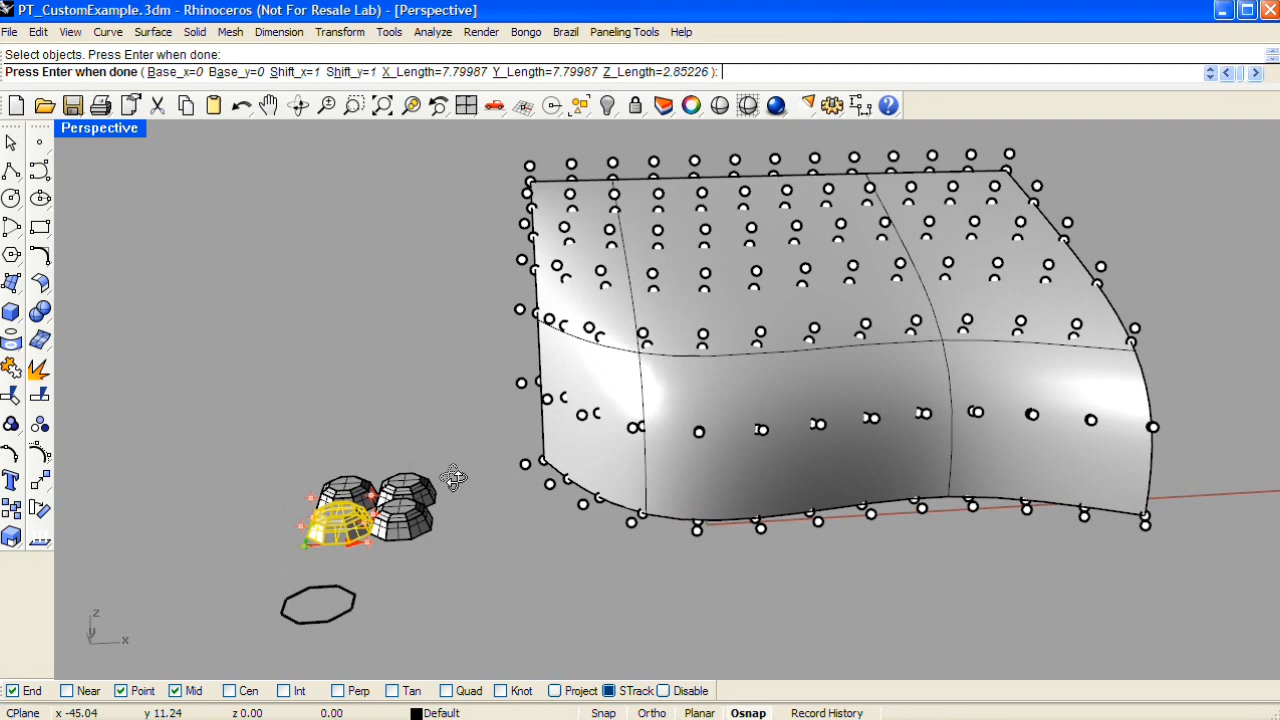 PT_CustomExample.3dm - Rhinoceros (Not For Resale Lab) - [Perspective]
File Edit View Curve Surface Solid Mesh Dimension Transform Tools Analyze Render Bongo Brazil Paneling Tools Help
Select objects. Press Enter when done:
Press Enter when done ( Base_x=0 Base_y=0 Shift_x=1 Shift_y=1 X_Length=7.79987 Y_Length=7.79987 Z_Length=2.85226 ):
Perspective
z
y x
End Near Point Mid Cen Int Perp Tan Quad Knot Project STrack Disable
CPlane x -45.04 y 11.24 z 0.00 0.00 Default Snap Ortho Planar Osnap Record History